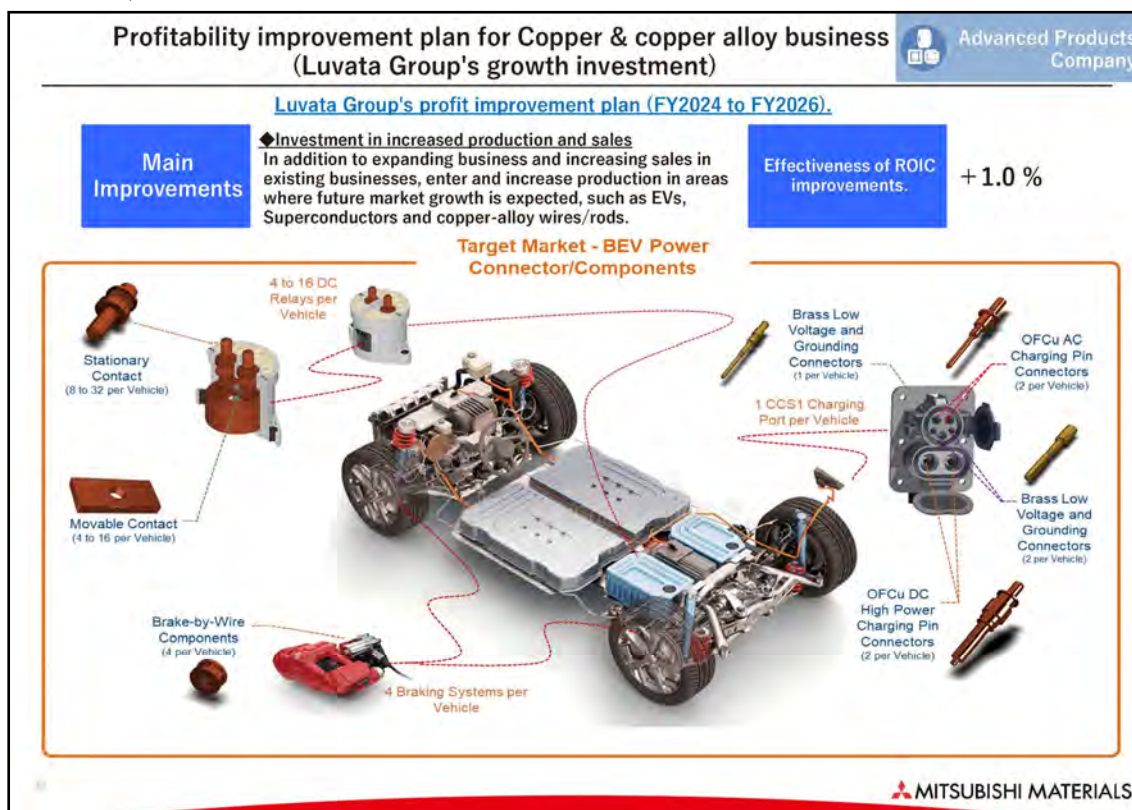 Profitability improvement plan for Copper & copper alloy business
(Luvata Group's growth investment)
Advanced Products
Company
Luvata Group's profit improvement plan (FY2024 to FY2026).
Main
Improvements
◆Investment in increased production and sales
In addition to expanding business and increasing sales in
existing businesses, enter and increase production in areas
where future market growth is expected, such as EVs,
Superconductors and copper-alloy wires/rods.
Effectiveness of ROIC
improvements.
+1.0 %
Target Market - BEV Power
Connector/Components
4 to 16 DC
Relays per
Vehicle
Stationary
Contact
(8 to 32 per Vehicle)
Movable Contact
(4 to 16 per Vehicle)
Brake-by-Wire
Components
(4 per Vehicle)
4 Braking Systems per
Vehicle
Brass Low
Voltage and
Grounding
Connectors
(1 per Vehicle)
1 CCS1 Charging
Port per Vehicle
OFCu AC
Charging Pin
Connectors
(2 per Vehicle)
Brass Low
Voltage and
Grounding
Connectors
(2 per Vehicle)
OFCu DC
High Power
Charging Pin
Connectors
(2 per Vehicle)
MITSUBISHI MATERIALS